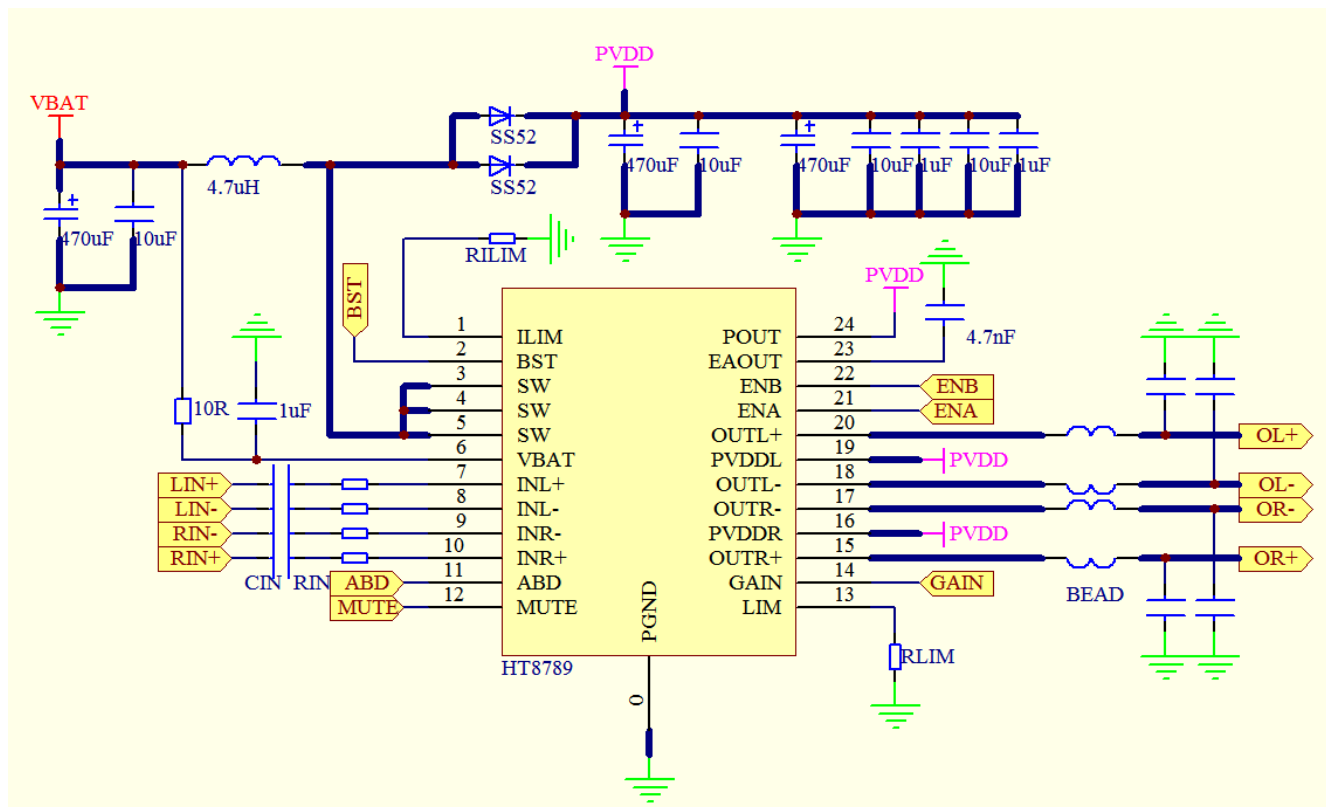 PVDD
VBAT
SS52
SS52
4.7uH
470uF
10uF
470uF
10uF
1uF
10uF
1uF
470uF
10uF
RILIM
BST
PVDD
4.7nF
10R
1uF
1
2
3
4
5
6
7
8
9
10
11
12
ILIM
BST
SW
SW
SW
VBAT
INL+
INL-
INR-
INR+
ABD
MUTE
POUT
EAOUT
ENB
ENA
OUTL+
PVDDL
OUTL-
OUTR-
PVDDR
OUTR+
GAIN
LIM
24
23
22
21
20
19
18
17
16
15
14
13
ENB
ENA
PVDD
PVDD
GAIN
OL+
OL-
OR-
OR+
LIN+
LIN-
RIN-
RIN+
CIN
RIN
ABD
MUTE
BEAD
PGND
HT8789
RLIM
0